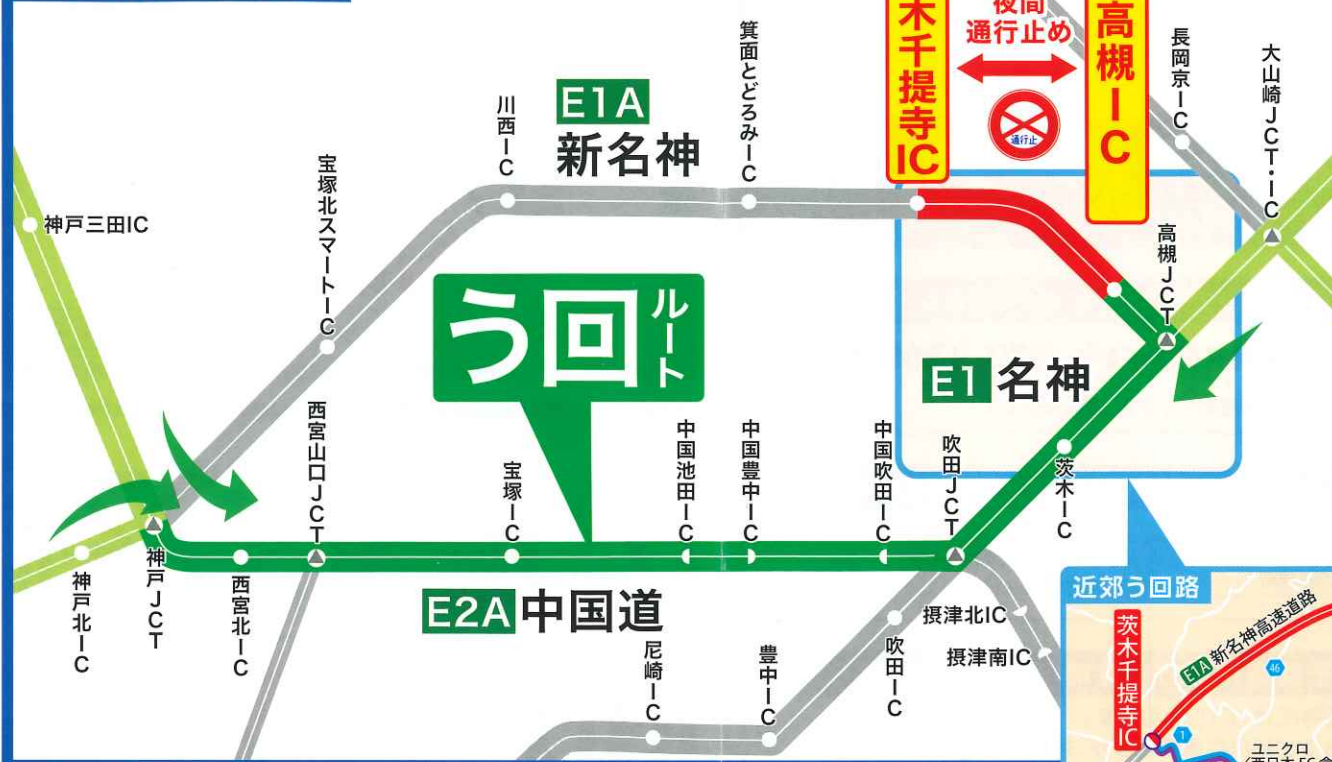 木千提寺IC
夜間
通行止め
高槻IC
通行止
長岡京IC
大山崎JCT・IC
箕面とどろみIC
E1A
新名神
川西IC
宝塚北スマートIC
神戸三田IC
う回
ルート
高槻JCT
E1 名神
西宮山口JCT
宝塚IC
中国池田IC
中国豊中IC
中国吹田IC
吹田JCT
茨木IC
神戸北IC
神戸JCT
西宮北IC
E2A 中国道
尼崎IC
豊中IC
吹田IC
摂津北IC
摂津南IC
近郊う回路
茨木千提寺IC
E1A 新名神高速道路
46
1
ユニクロ